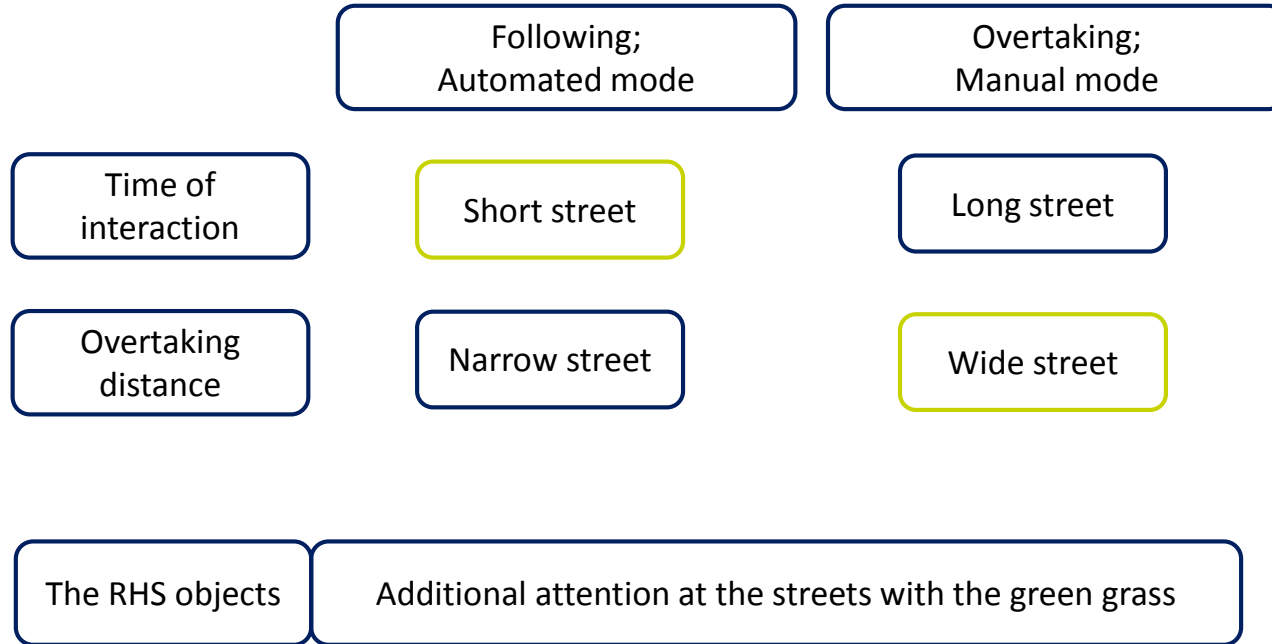 Following;
Automated mode
Overtaking;
Manual mode
Time of
interaction
Short street
Long street
Overtaking
distance
Narrow street
Wide street
The RHS objects
Additional attention at the streets with the green grass